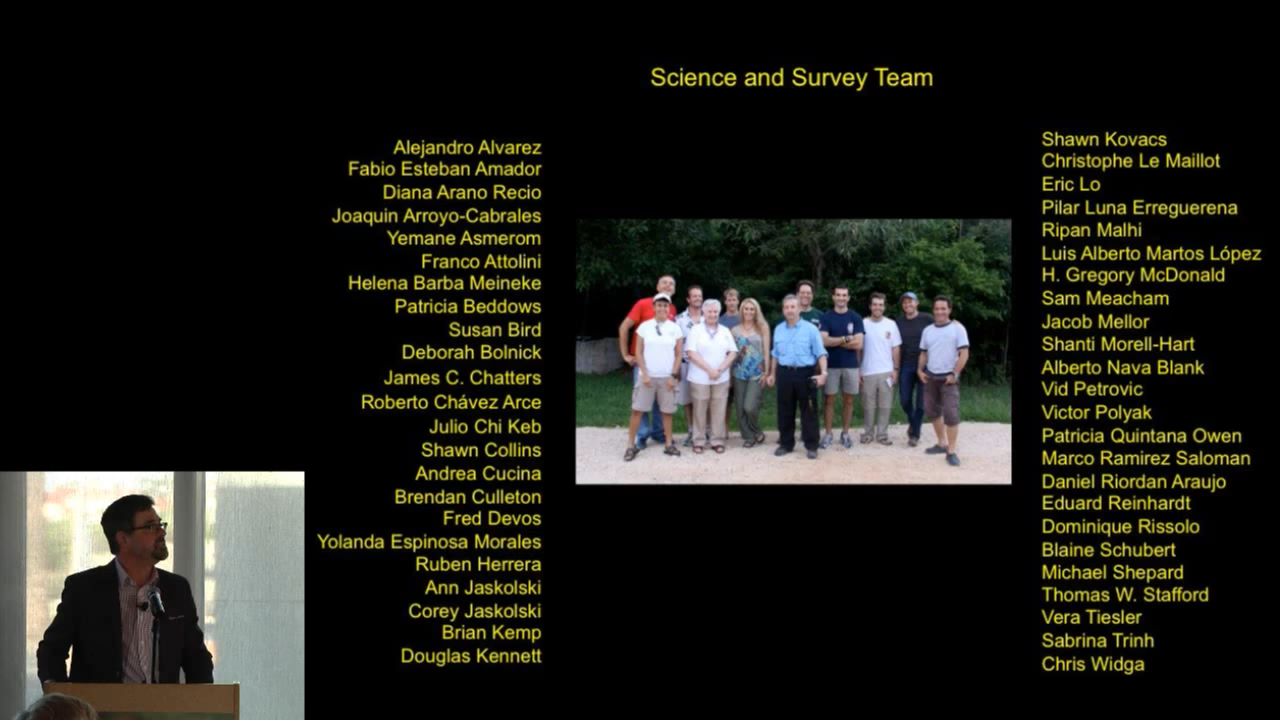 Science and Survey Team
Alejandro Alvarez
Fabio Esteban Amador
Diana Arano Recio
Joaquin Arroyo-Cabrales
Yemane Asmerom
Franco Attolini
Helena Barba Meineke
Patricia Beddows
Susan Bird
Deborah Bolnick
James C. Chatters
Roberto Chávez Arce
Julio Chi Keb
Shawn Collins
Andrea Cucina
Brendan Culleton
Fred Devos
Yolanda Espinosa Morales
Ruben Herrera
Ann Jaskolski
Corey Jaskolski
Brian Kemp
Douglas Kennett
Shawn Kovacs
Christophe Le Maillot
Eric Lo
Pilar Luna Erreguerena
Ripan Malhi
Luis Alberto Martos López
H. Gregory McDonald
Sam Meacham
Jacob Mellor
Shanti Morell-Hart
Alberto Nava Blank
Vid Petrovic
Victor Polyak
Patricia Quintana Owen
Marco Ramirez Saloman
Daniel Riordan Araujo
Eduard Reinhardt
Dominique Rissolo
Blaine Schubert
Michael Shepard
Thomas W. Stafford
Vera Tiesler
Sabrina Trinh
Chris Widga